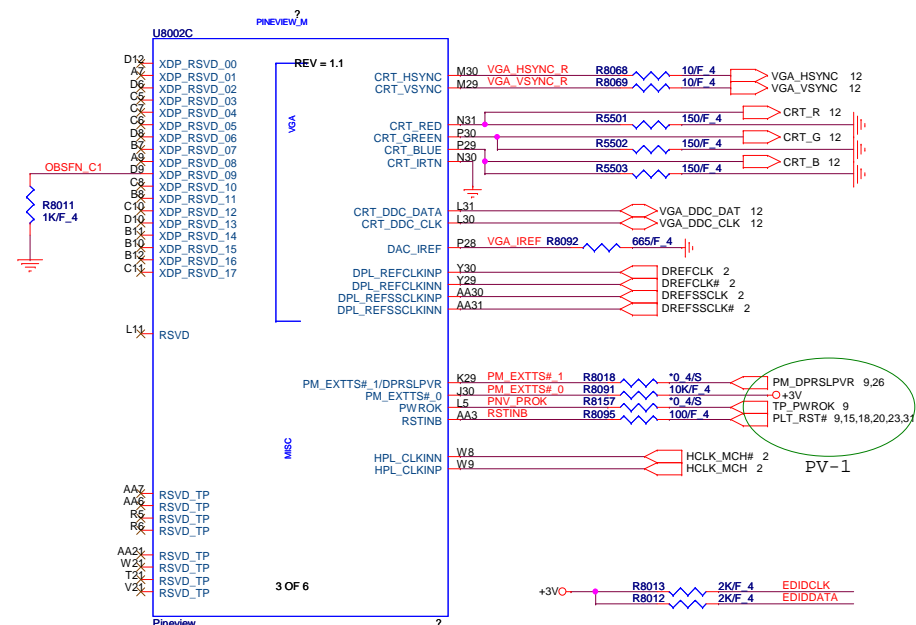 ?
PINEVIEW_M
U8002C
REV = 1.1
VGA
D12 XDP_RSVD_00
A7 XDP_RSVD_01
D6 XDP_RSVD_02
C5 XDP_RSVD_03
C7 XDP_RSVD_04
C6 XDP_RSVD_05
D8 XDP_RSVD_06
B7 XDP_RSVD_07
A9 XDP_RSVD_08
OBSFN_C1 D9 XDP_RSVD_09
C8 XDP_RSVD_10
B8 XDP_RSVD_11
C10 XDP_RSVD_12
D10 XDP_RSVD_13
B11 XDP_RSVD_14
B10 XDP_RSVD_15
B12 XDP_RSVD_16
C11 XDP_RSVD_17
R8011
1K/F_4
L11 RSVD
CRT_HSYNC M30 VGA_HSYNC_R R8068 10/F_4 VGA_HSYNC 12
CRT_VSYNC M29 VGA_VSYNC_R R8069 10/F_4 VGA_VSYNC 12
CRT_R 12
CRT_RED N31 R5501 150/F_4
CRT_GREEN P30 CRT_G 12
CRT_BLUE P29 R5502 150/F_4
CRT_IRTN N30 CRT_B 12
R5503 150/F_4
CRT_DDC_DATA L31 VGA_DDC_DAT 12
CRT_DDC_CLK L30 VGA_DDC_CLK 12
DAC_IREF P28 VGA_IREF R8092 665/F_4
DPL_REFCLKINP Y30 DREFCLK 2
DPL_REFCLKINN Y29 DREFCLK# 2
DPL_REFSSCLKINP AA30 DREFSSCLK 2
DPL_REFSSCLKINN AA31 DREFSSCLK# 2
PM_EXTTS#_1/DPRSLPVR K29 PM_EXTTS#_1 R8018 *0_4/S PM_DPRSLPVR 9,26
PM_EXTTS#_0 J30 PM_EXTTS#_0 R8091 10K/F_4 +3V
PWROK L5 PNV_PROK R8157 *0_4/S TP_PWROK 9
RSTINB AA3 RSTINB R8095 100/F_4 PLT_RST# 9,15,18,20,23,31
PV-1
MISC
HPL_CLKINN W8 HCLK_MCH# 2
HPL_CLKINP W9 HCLK_MCH 2
AA7 RSVD_TP
AA6 RSVD_TP
R5 RSVD_TP
R6 RSVD_TP
AA21 RSVD_TP
W21 RSVD_TP
T21 RSVD_TP
V21 RSVD_TP
3 OF 6
+3V R8013 2K/F_4 EDIDCLK
R8012 2K/F_4 EDIDDATA
Pineview
?